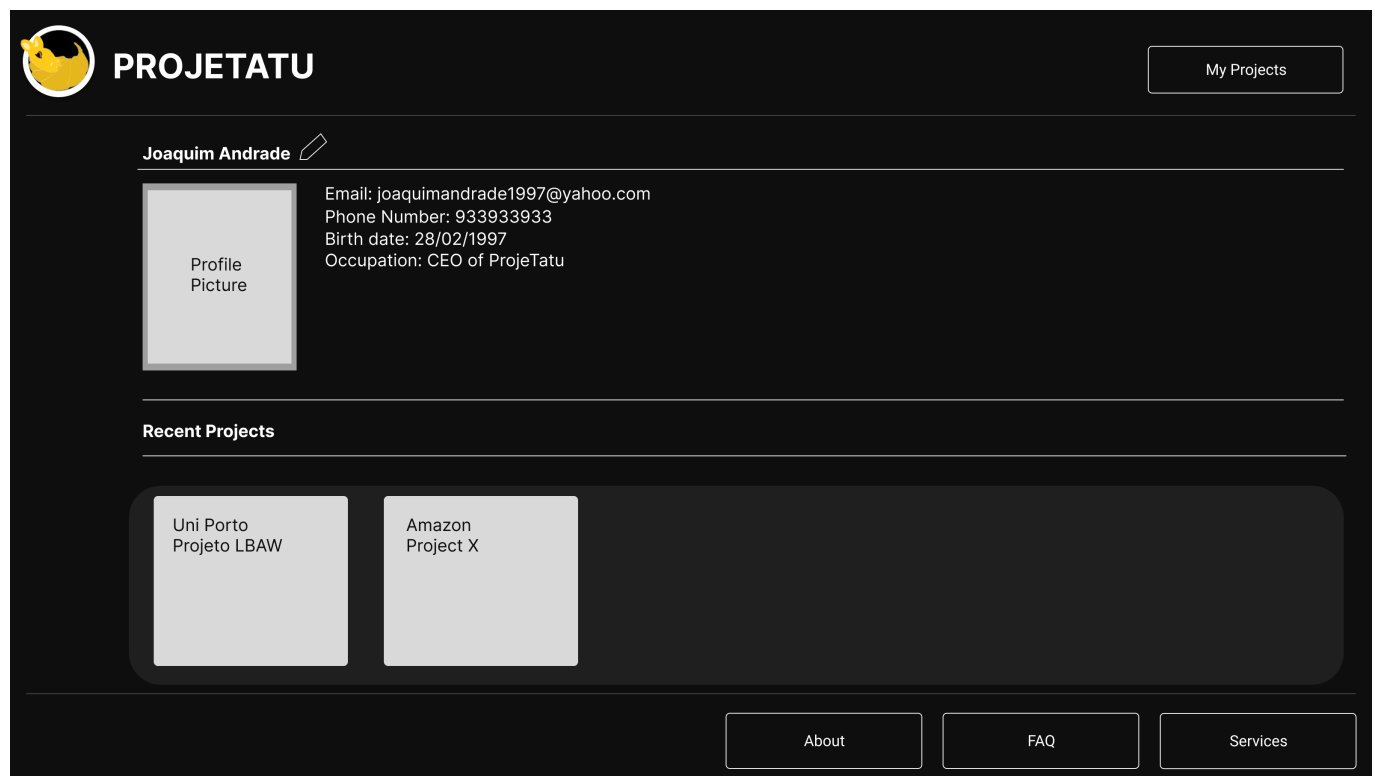 PROJETATU
My Projects
Joaquim Andrade
Email: joaquimandrade1997@yahoo.com
Phone Number: 933933933
Birth date: 28/02/1997
Occupation: CEO of ProjeTatu
Profile
Picture
Recent Projects
Uni Porto
Projeto LBAW
Amazon
Project X
About
FAQ
Services